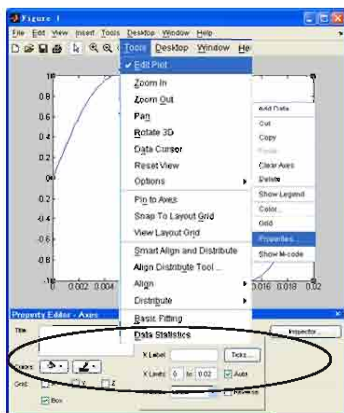 Figure 1
File Edit View Insert Tools Desktop Window Help
Tools Desktop Window He
Edit Plot
Zoom In
Zoom Out
Pan
Rotate 3D
Data Cursor
Reset View
Options
Pin to Axes
Snap To Layout Grid
View Layout Grid
Smart Align and Distribute
Align Distribute Tool ...
Align
Distribute
Basic Fitting
Data Statistics
Add Data
Cut
Copy
Paste
Clear Axes
Delete
Show Legend
Color...
Grid
Properties...
Show M-code
1
0.8
0.6
0.4
0.2
0
-0.2
-0.4
-0.6
-0.8
-1
0 0.002 0.004 0.016 0.018 0.02
Property Editor - Axes
Title:
Colors:
Grid: X Y Z
Box
X Label:
Ticks...
X Limits: 0 to 0.02 Auto
Reverse
Inspector...